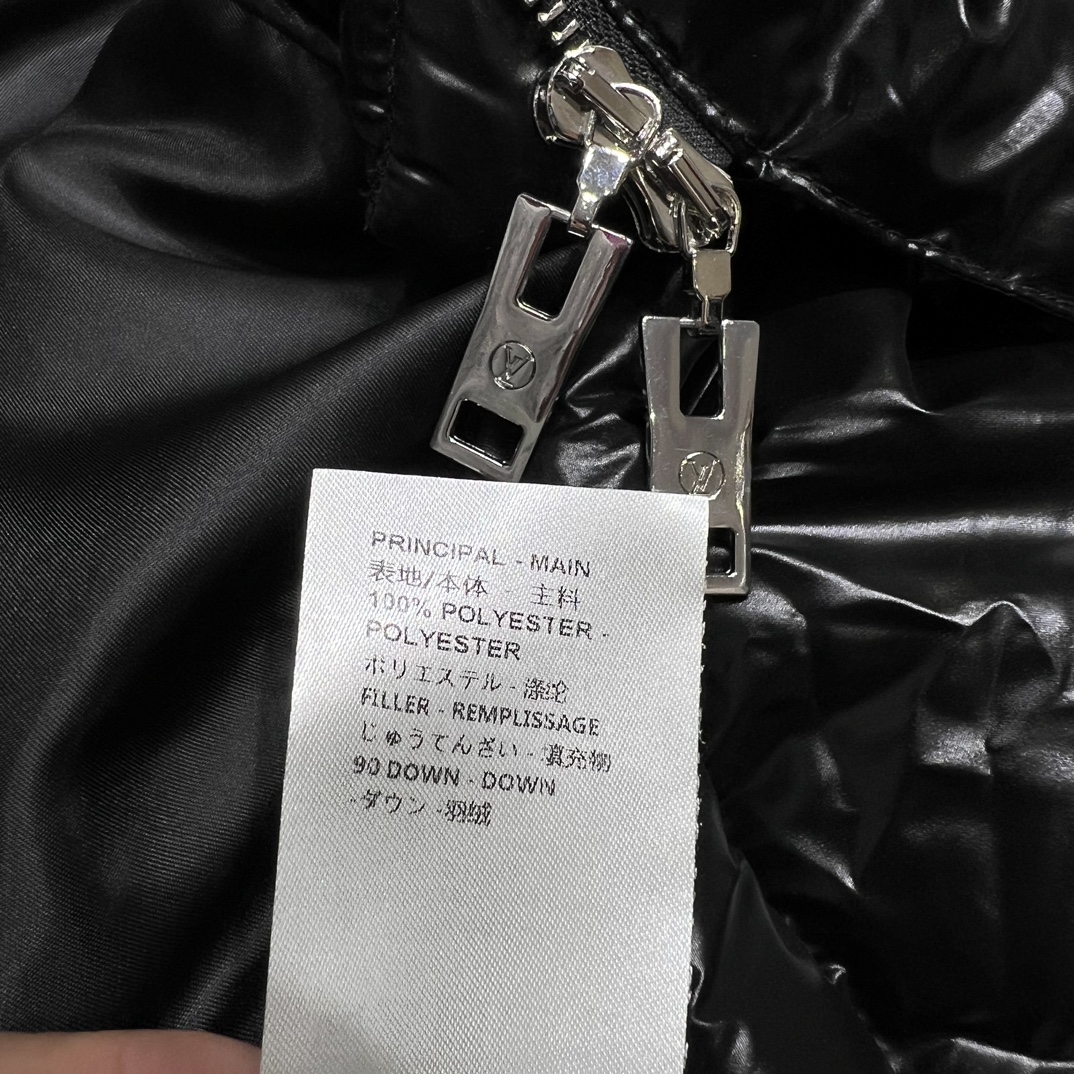 LV
LV
PRINCIPAL - MAIN
表地/本体 - 主料
100% POLYESTER -
POLYESTER
ポリエステル - 涤纶
FILLER - REMPLISSAGE
じゅうてんざい - 填充物
90 DOWN - DOWN
-ダウン -羽绒